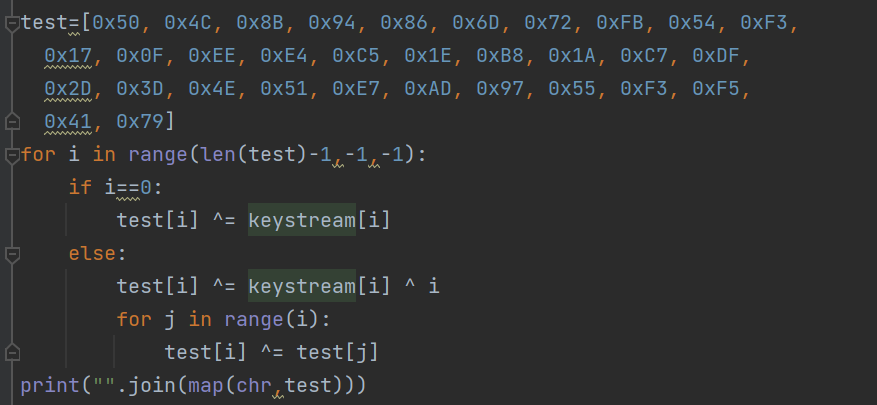 test=[0x50, 0x4C, 0x8B, 0x94, 0x86, 0x6D, 0x72, 0xFB, 0x54, 0xF3,
  0x17, 0x0F, 0xEE, 0xE4, 0xC5, 0x1E, 0xB8, 0x1A, 0xC7, 0xDF,
  0x2D, 0x3D, 0x4E, 0x51, 0xE7, 0xAD, 0x97, 0x55, 0xF3, 0xF5,
  0x41, 0x79]
for i in range(len(test)-1,-1,-1):
    if i==0:
        test[i] ^= keystream[i]
    else:
        test[i] ^= keystream[i] ^ i
        for j in range(i):
            test[i] ^= test[j]
print("".join(map(chr,test)))